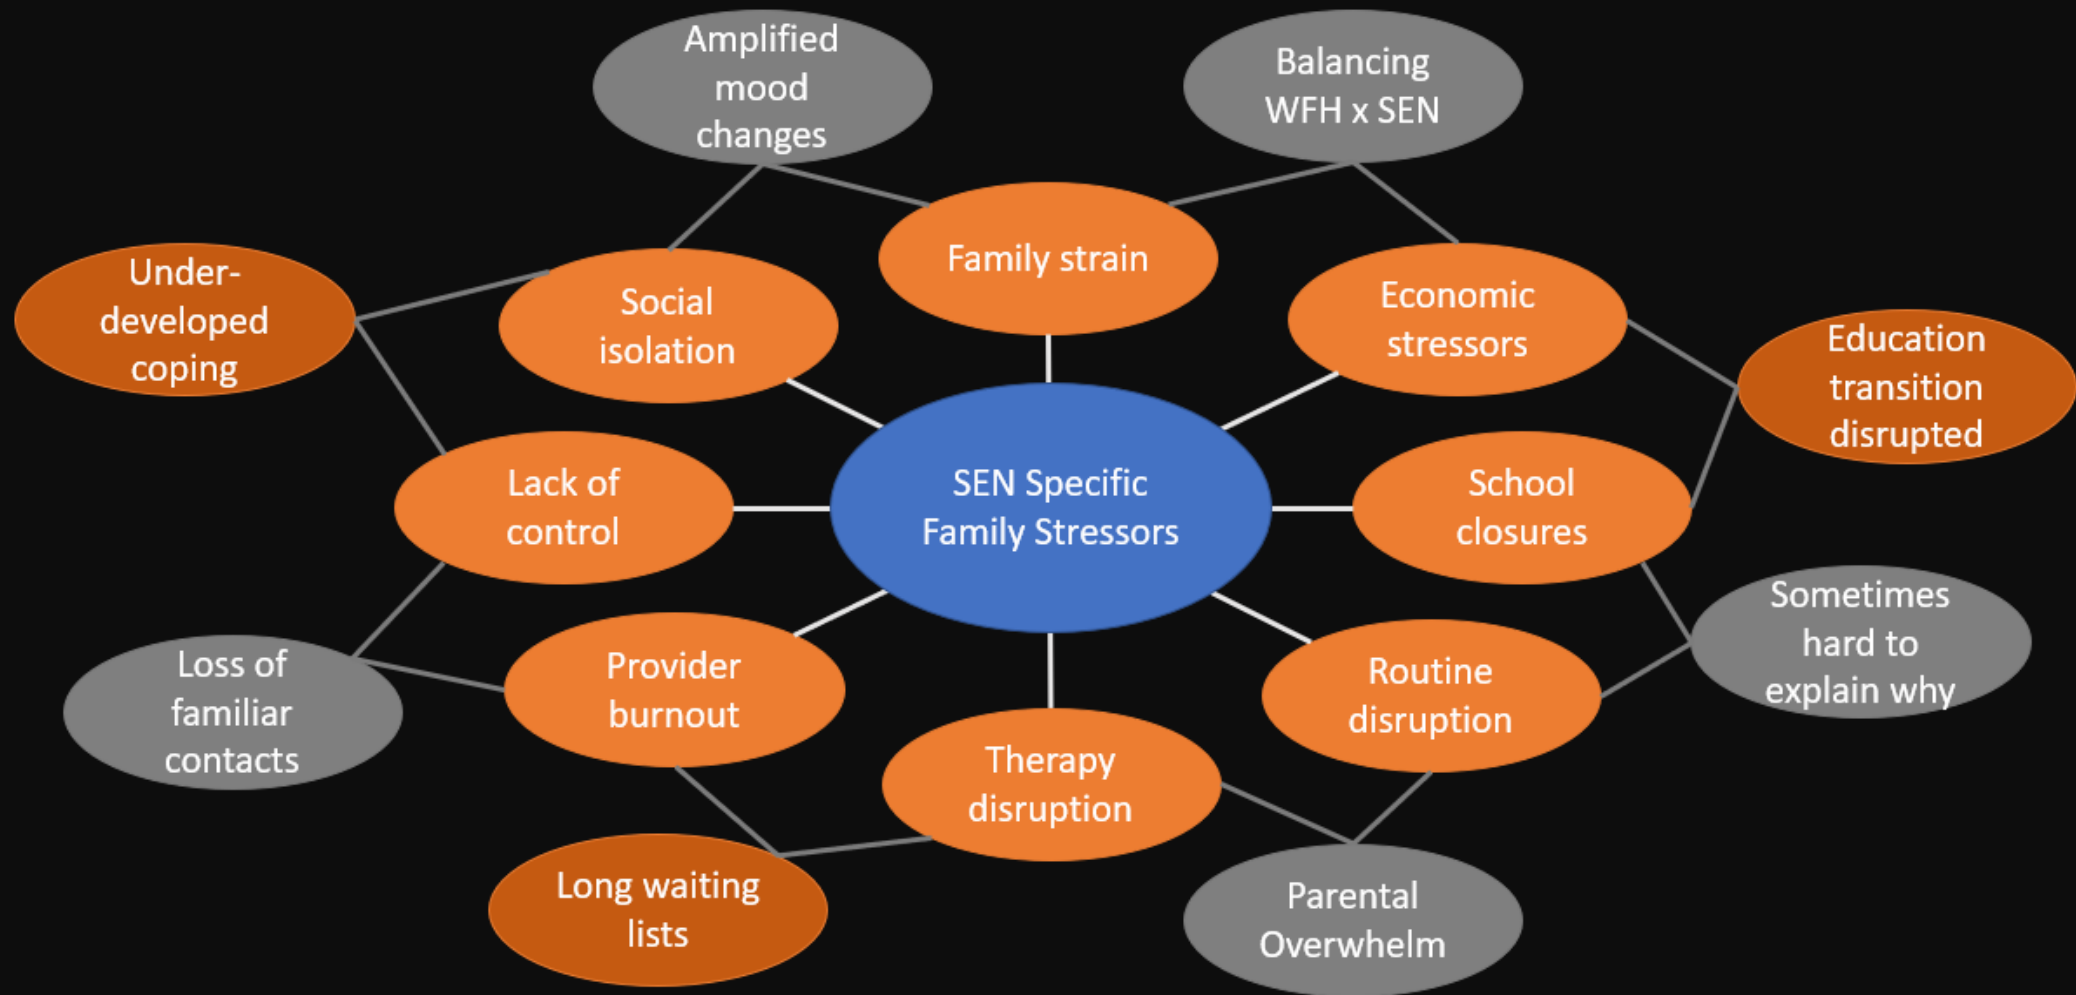 Amplified
mood
changes
Balancing
WFH x SEN
Family strain
Under-
developed
coping
Social
isolation
Economic
stressors
Education
transition
disrupted
Lack of
control
SEN Specific
Family Stressors
School
closures
Loss of
familiar
contacts
Provider
burnout
Routine
disruption
Sometimes
hard to
explain why
Therapy
disruption
Long waiting
lists
Parental
Overwhelm